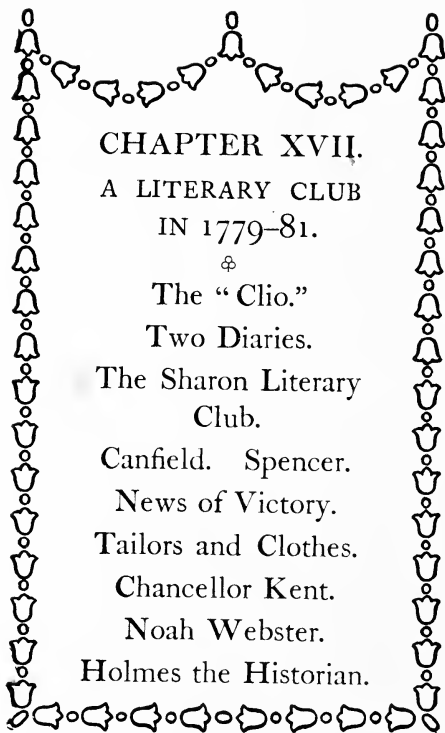 CHAPTER XVII.
A LITERARY CLUB
IN 1779–81.
The “Clio.”
Two Diaries.
The Sharon Literary
Club.
Canfield. Spencer.
News of Victory.
Tailors and Clothes.
Chancellor Kent.
Noah Webster.
Holmes the Historian.